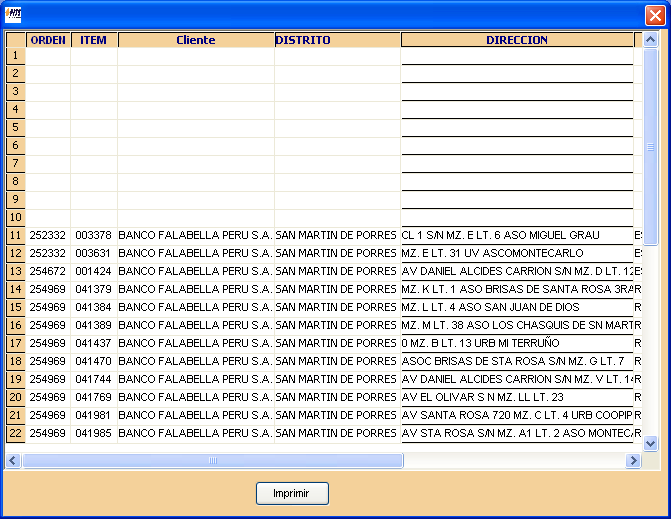 ORDEN ITEM Cliente DISTRITO DIRECCION
1
2
3
4
5
6
7
8
9
10
11 252332 003378 BANCO FALABELLA PERU S.A. SAN MARTIN DE PORRES CL 1 S/N MZ. E LT. 6 ASO MIGUEL GRAU ES
12 252332 003631 BANCO FALABELLA PERU S.A. SAN MARTIN DE PORRES MZ. E LT. 31 UV ASCOMONTECARLO ES
13 254672 001424 BANCO FALABELLA PERU S.A. SAN MARTIN DE PORRES AV DANIEL ALCIDES CARRION S/N MZ. D LT. 12 ES
14 254969 041379 BANCO FALABELLA PERU S.A. SAN MARTIN DE PORRES MZ. K LT. 1 ASO BRISAS DE SANTA ROSA 3RA R
15 254969 041384 BANCO FALABELLA PERU S.A. SAN MARTIN DE PORRES MZ. L LT. 4 ASO SAN JUAN DE DIOS R
16 254969 041389 BANCO FALABELLA PERU S.A. SAN MARTIN DE PORRES MZ. M LT. 38 ASO LOS CHASQUIS DE SN MART R
17 254969 041437 BANCO FALABELLA PERU S.A. SAN MARTIN DE PORRES 0 MZ. B LT. 13 URB MI TERRUÑO R
18 254969 041470 BANCO FALABELLA PERU S.A. SAN MARTIN DE PORRES ASOC BRISAS DE STA ROSA S/N MZ. G LT. 7 R
19 254969 041744 BANCO FALABELLA PERU S.A. SAN MARTIN DE PORRES AV DANIEL ALCIDES CARRION S/N MZ. V LT. 14 R
20 254969 041769 BANCO FALABELLA PERU S.A. SAN MARTIN DE PORRES AV EL OLIVAR S N MZ. LL LT. 23 R
21 254969 041981 BANCO FALABELLA PERU S.A. SAN MARTIN DE PORRES AV SANTA ROSA 720 MZ. C LT. 4 URB COOPIP R
22 254969 041985 BANCO FALABELLA PERU S.A. SAN MARTIN DE PORRES AV STA ROSA S/N MZ. A1 LT. 2 ASO MONTECA R
Imprimir